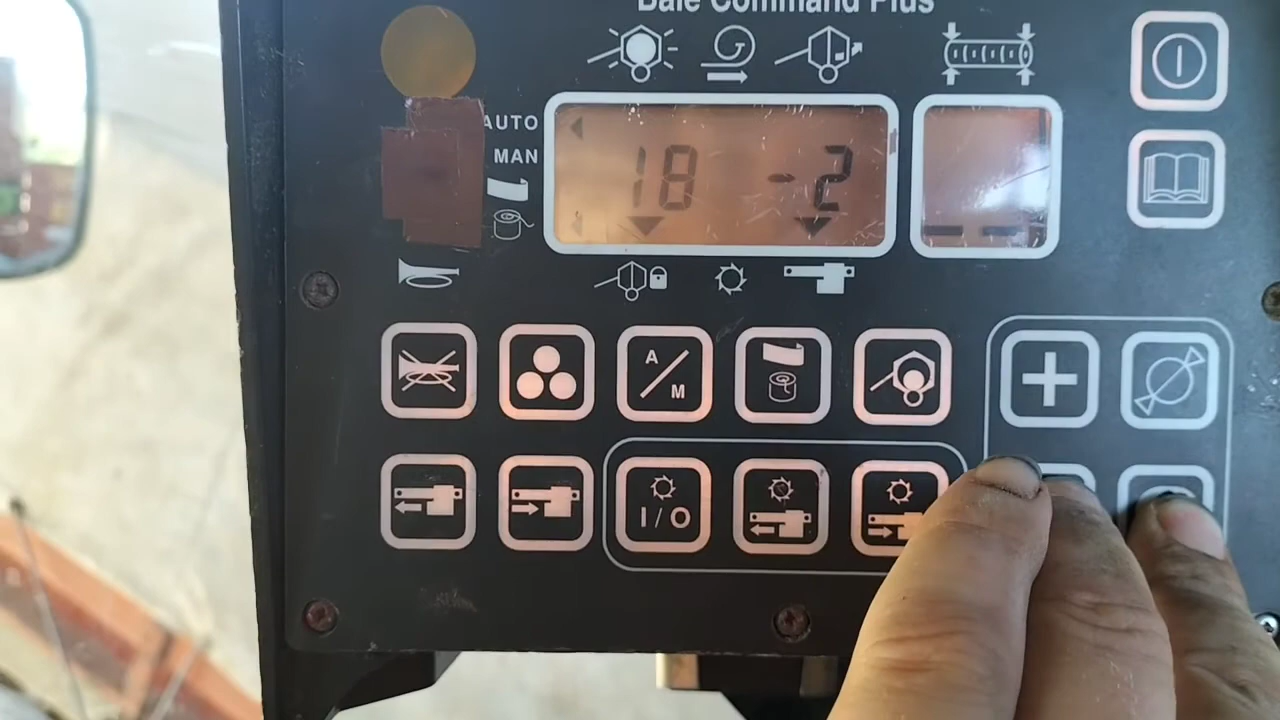 Bale Command Plus
AUTO
MAN
18 -2
-- --
A/M
I/O